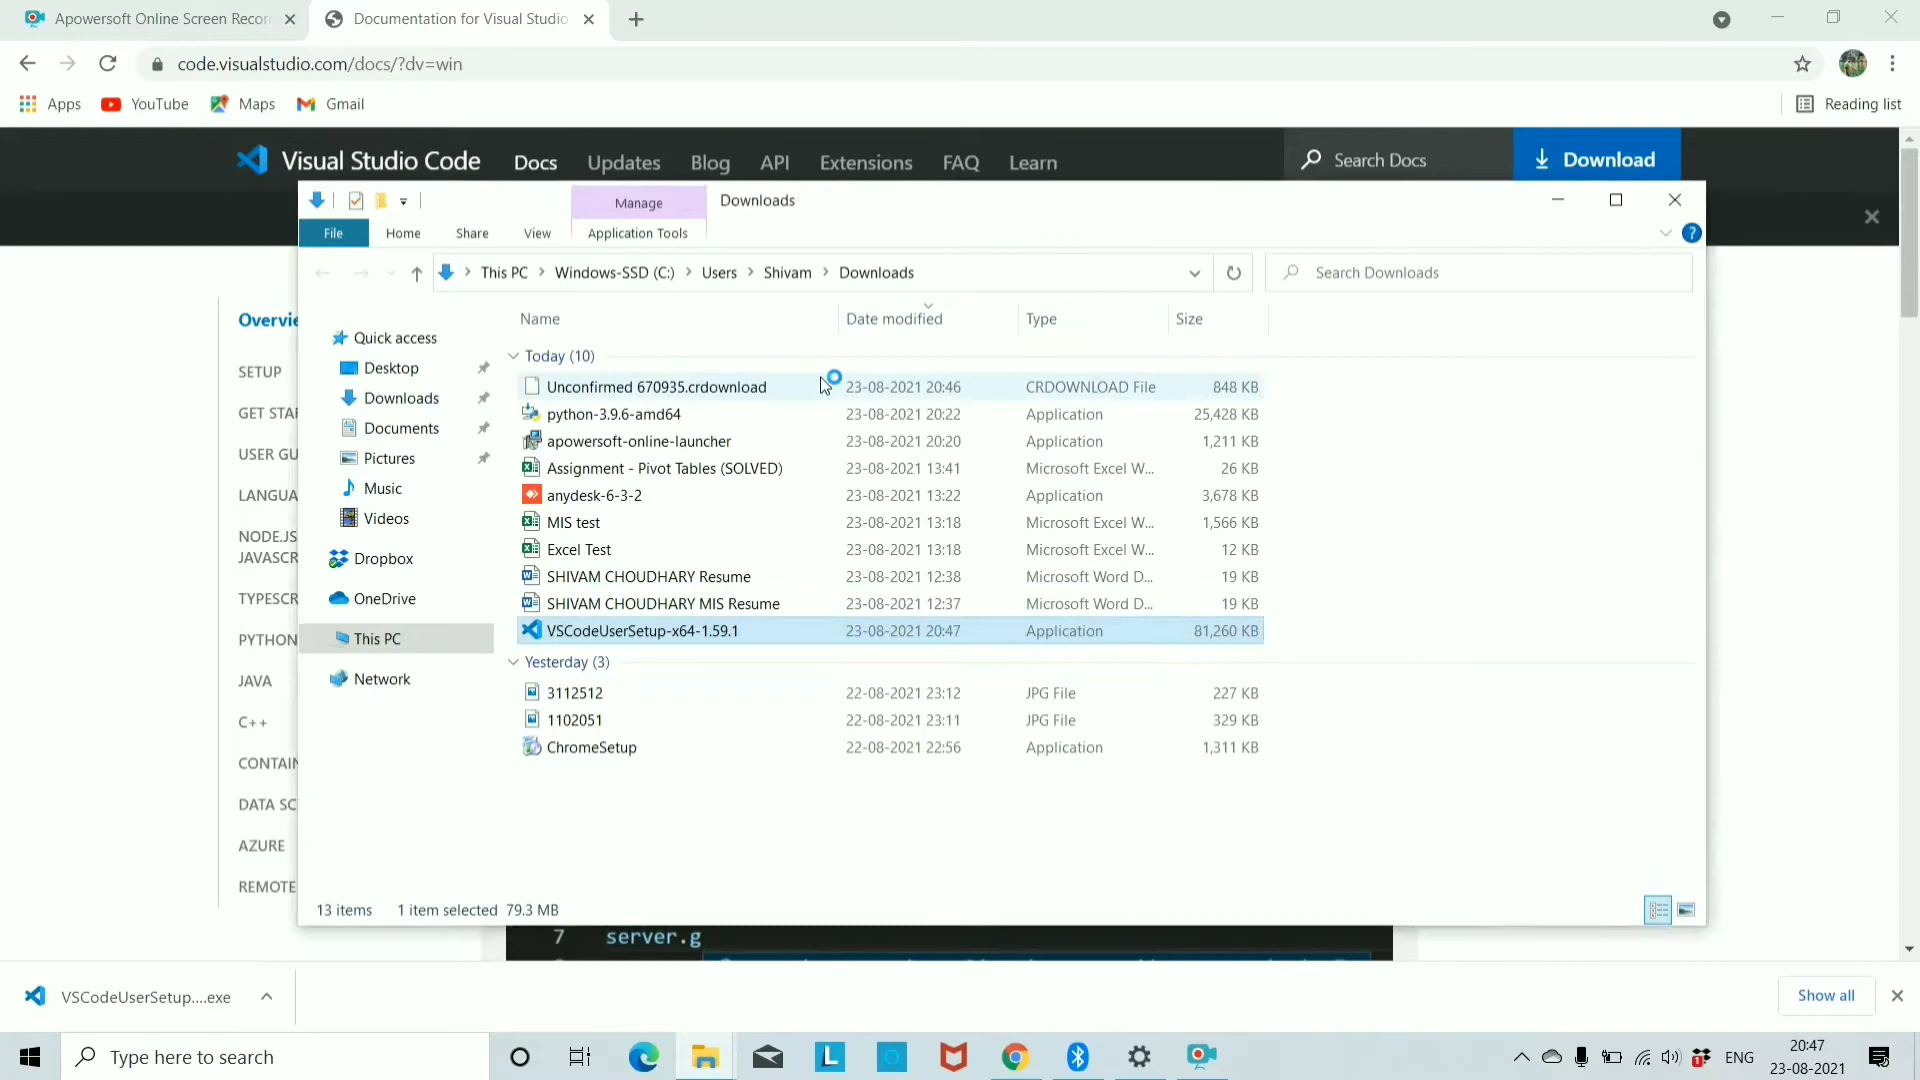 Apowersoft Online Screen Recor
Documentation for Visual Studio
code.visualstudio.com/docs/?dv=win
Apps YouTube Maps Gmail Reading list
Visual Studio Code Docs Updates Blog API Extensions FAQ Learn Search Docs Download
Manage Downloads
File Home Share View Application Tools
This PC Windows-SSD (C:) Users Shivam Downloads Search Downloads
Name Date modified Type Size
Today (10)
Unconfirmed 670935.crdownload 23-08-2021 20:46 CRDOWNLOAD File 848 KB
python-3.9.6-amd64 23-08-2021 20:22 Application 25,428 KB
apowersoft-online-launcher 23-08-2021 20:20 Application 1,211 KB
Assignment - Pivot Tables (SOLVED) 23-08-2021 13:41 Microsoft Excel W... 26 KB
anydesk-6-3-2 23-08-2021 13:22 Application 3,678 KB
MIS test 23-08-2021 13:18 Microsoft Excel W... 1,566 KB
Excel Test 23-08-2021 13:18 Microsoft Excel W... 12 KB
SHIVAM CHOUDHARY Resume 23-08-2021 12:38 Microsoft Word D... 19 KB
SHIVAM CHOUDHARY MIS Resume 23-08-2021 12:37 Microsoft Word D... 19 KB
VSCodeUserSetup-x64-1.59.1 23-08-2021 20:47 Application 81,260 KB
Yesterday (3)
3112512 22-08-2021 23:12 JPG File 227 KB
1102051 22-08-2021 23:11 JPG File 329 KB
ChromeSetup 22-08-2021 22:56 Application 1,311 KB
Quick access
Desktop
Downloads
Documents
Pictures
Music
Videos
Dropbox
OneDrive
This PC
Network
13 items 1 item selected 79.3 MB
Overvie
SETUP
GET STA
USER GU
LANGUA
NODE.JS
JAVASCR
TYPESCR
PYTHON
JAVA
C++
CONTAIN
DATA SC
AZURE
REMOTE
7 server.g
VSCodeUserSetup....exe Show all
Type here to search
ENG
20:47
23-08-2021